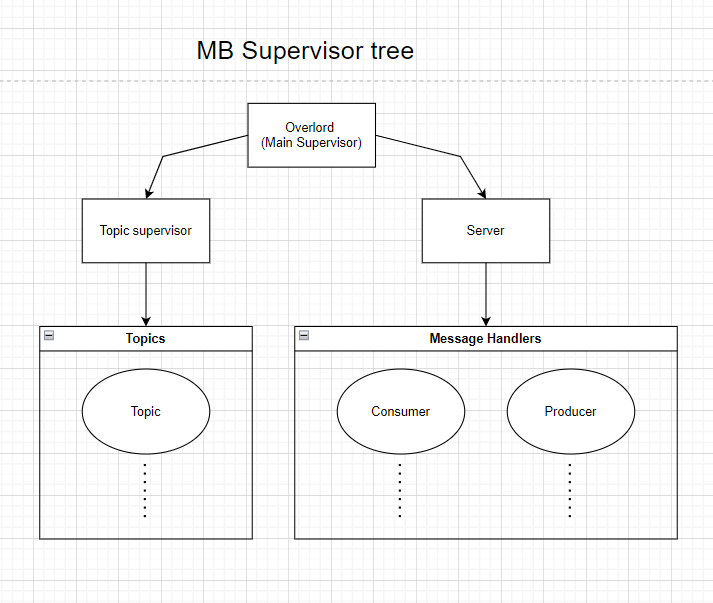 MB Supervisor tree
Overlord
(Main Supervisor)
Topic supervisor
Server
Topics
Message Handlers
Topic
Consumer
Producer